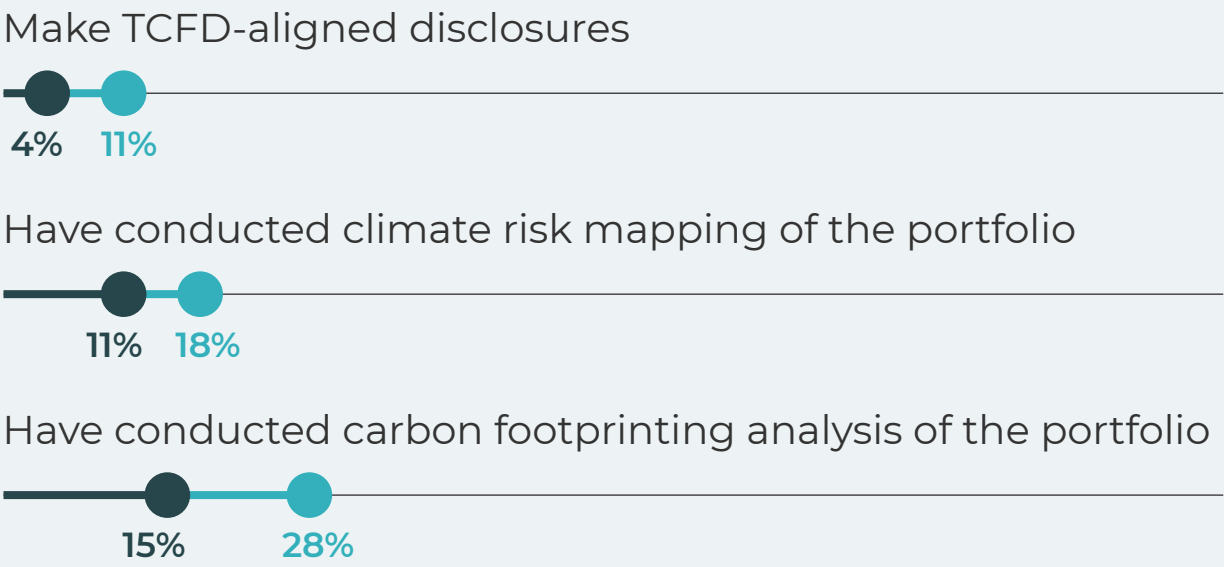 Make TCFD-aligned disclosures
4% 11%
Have conducted climate risk mapping of the portfolio
11% 18%
Have conducted carbon footprinting analysis of the portfolio
15% 28%